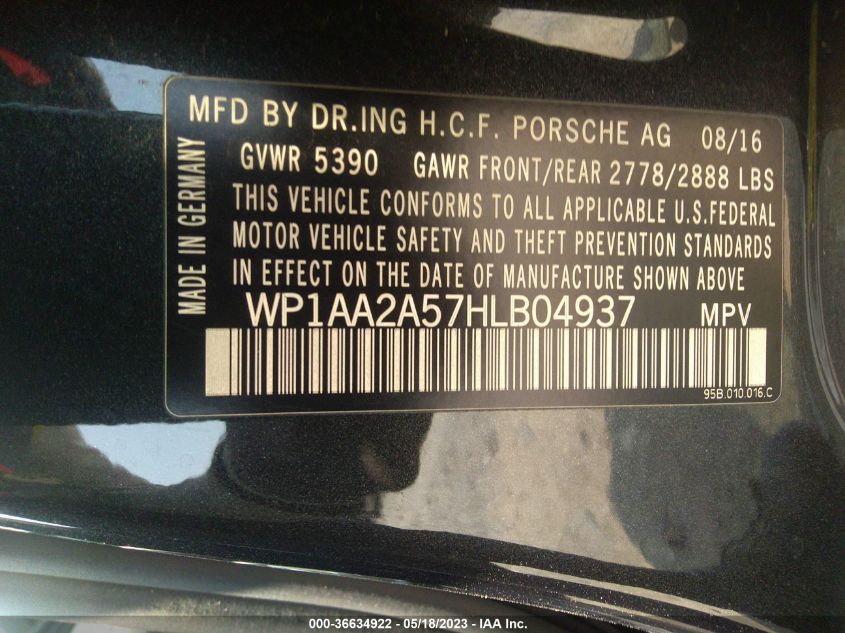 MFD BY DR.ING H.C.F. PORSCHE AG 08/16
GVWR 5390 GAWR FRONT/REAR 2778/2888 LBS
THIS VEHICLE CONFORMS TO ALL APPLICABLE U.S.FEDERAL
MOTOR VEHICLE SAFETY AND THEFT PREVENTION STANDARDS
IN EFFECT ON THE DATE OF MANUFACTURE SHOWN ABOVE
WP1AA2A57HLB04937 MPV
95B.010.016.C
MADE IN GERMANY
000-36634922 - 05/18/2023 - IAA Inc.